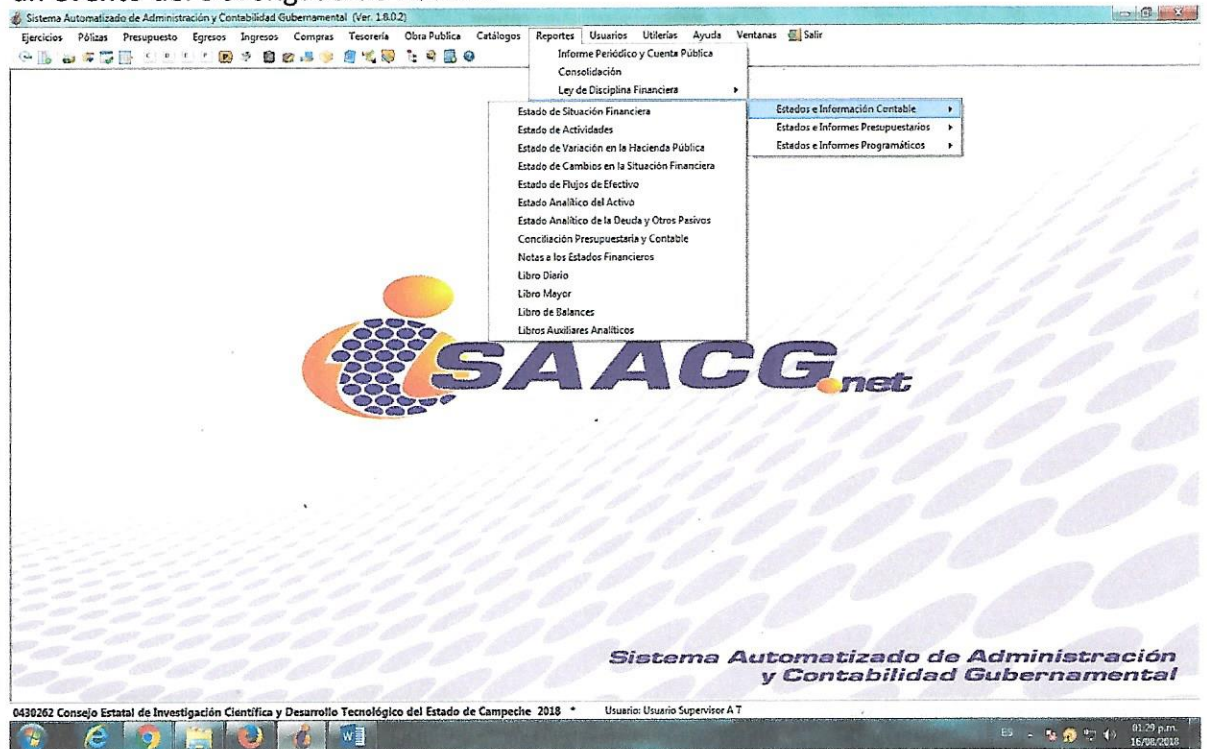 Sistema Automatizado de Administración y Contabilidad Gubernamental (Ver. 1.8.0.2)
Ejercicios Pólizas Presupuesto Egresos Ingresos Compras Tesorería Obra Publica Catálogos Reportes Usuarios Utilerías Ayuda Ventanas Salir
Informe Periódico y Cuenta Pública
Consolidación
Ley de Disciplina Financiera
Estados e Información Contable
Estados e Informes Presupuestarios
Estados e Informes Programáticos
Estado de Situación Financiera
Estado de Actividades
Estado de Variación en la Hacienda Pública
Estado de Cambios en la Situación Financiera
Estado de Flujos de Efectivo
Estado Analítico del Activo
Estado Analítico de la Deuda y Otros Pasivos
Conciliación Presupuestaria y Contable
Notas a los Estados Financieros
Libro Diario
Libro Mayor
Libro de Balances
Libros Auxiliares Analíticos
SAACG.net
Sistema Automatizado de Administración
y Contabilidad Gubernamental
0430262 Consejo Estatal de Investigación Científica y Desarrollo Tecnológico del Estado de Campeche 2018 * Usuario: Usuario Supervisor A T
ES 01:29 p.m.
16/08/2018